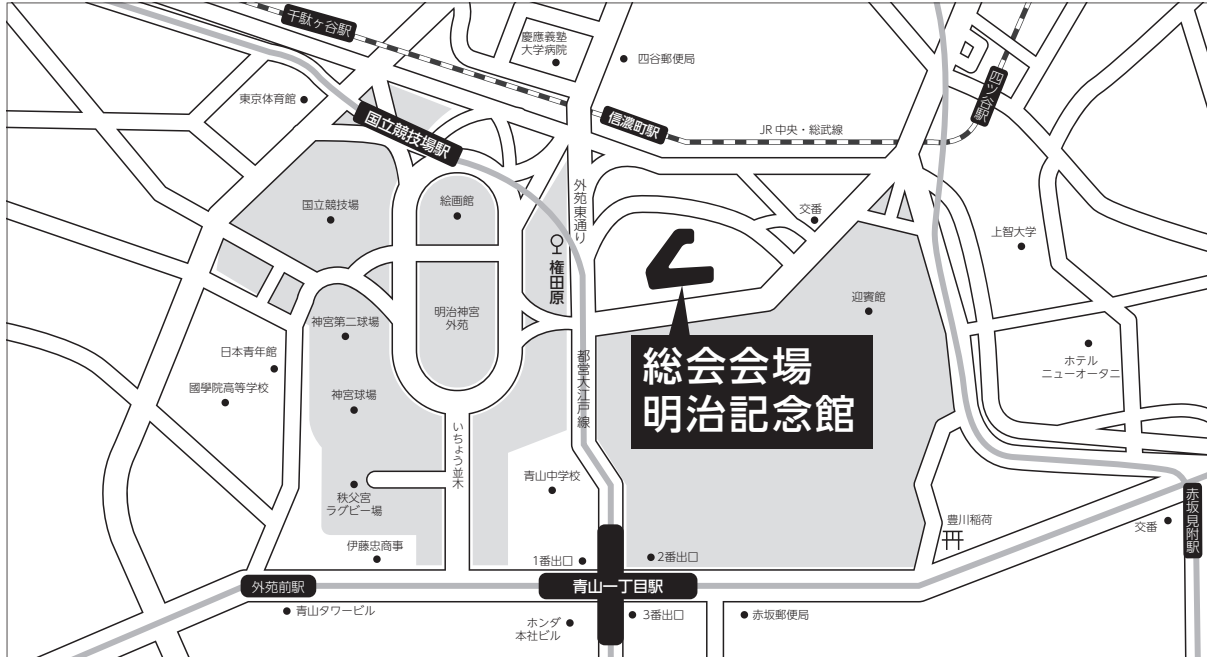 千駄ヶ谷駅
慶應義塾
大学病院
四谷郵便局
四ツ谷駅
東京体育館
国立競技場駅
信濃町駅
JR 中央・総武線
国立競技場
絵画館
外苑東通り
交番
上智大学
権田原
迎賓館
明治神宮
外苑
神宮第二球場
日本青年館
國學院高等学校
神宮球場
都営大江戸線
総会会場
明治記念館
ホテル
ニューオータニ
いちょう並木
青山中学校
秩父宮
ラグビー場
伊藤忠商事
1番出口
2番出口
豊川稲荷
交番
赤坂見附駅
外苑前駅
青山一丁目駅
青山タワービル
ホンダ
本社ビル
3番出口
赤坂郵便局